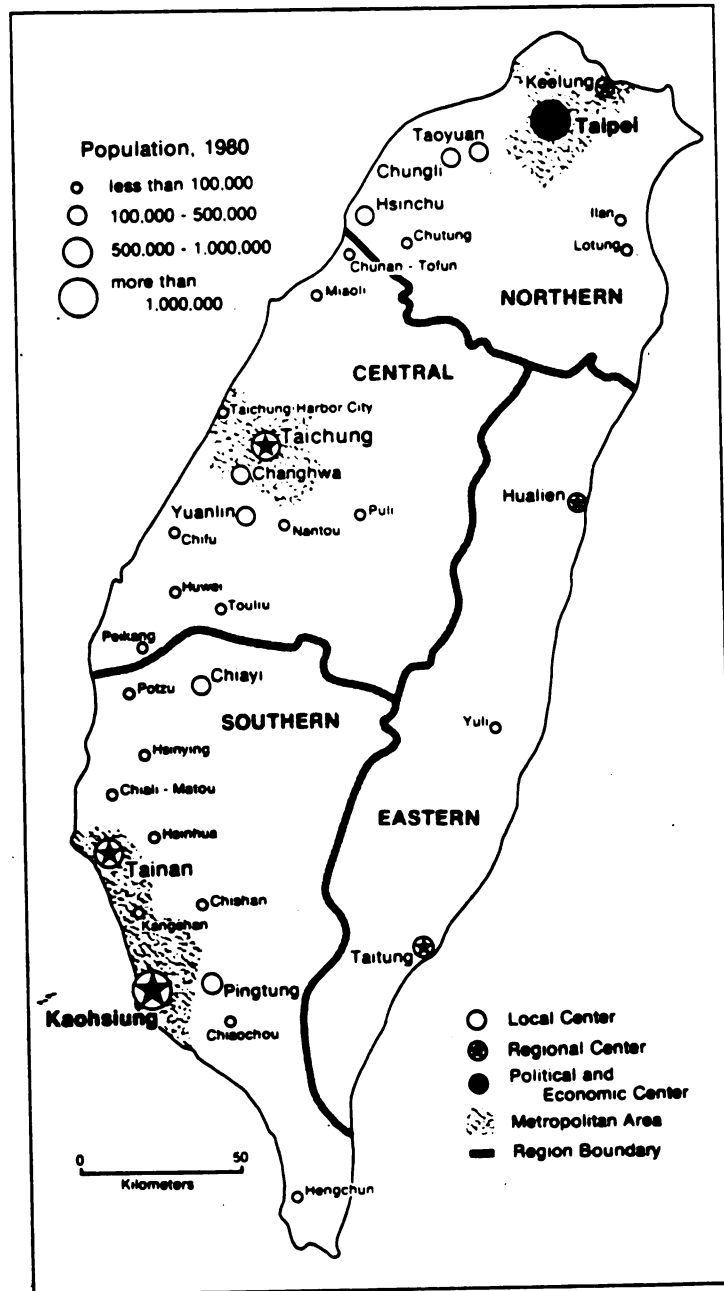 Keelung
Taipei
Taoyuan
Chungli
Population, 1980
less than 100,000
100,000 - 500,000
500,000 - 1,000,000
more than
1,000,000
Hsinchu
Chutung
Ilan
Lotung
Chunan - Tofun
Miaoli
NORTHERN
CENTRAL
Taichung Harbor City
Taichung
Changhwa
Hualien
Yuanlin
Puli
Nantou
Chifu
Huwei
Touliu
Peikang
Chiayi
Potzu
SOUTHERN
Yuli
Hsinying
Chiali - Matou
EASTERN
Hsinhua
Tainan
Chishan
Kangshan
Taitung
Pingtung
Kaohsiung
Chiaochou
Local Center
Regional Center
Political and
Economic Center
Metropolitan Area
Region Boundary
0 50
Kilometers
Hengchun